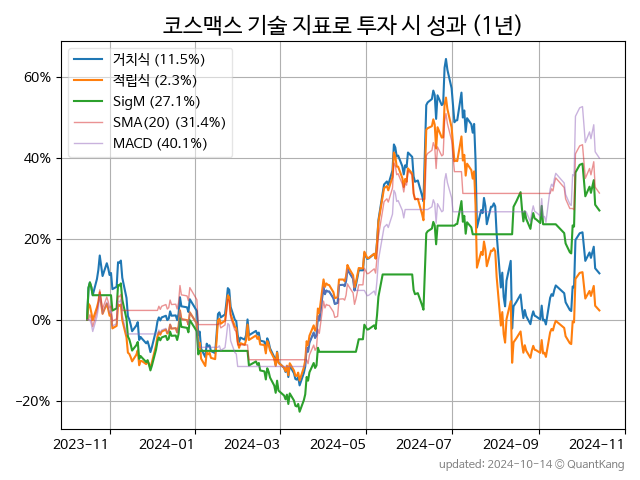 코스맥스 기술 지표로 투자 시 성과 (1년)
거치식 (11.5%)
적립식 (2.3%)
SigM (27.1%)
SMA(20) (31.4%)
MACD (40.1%)
60%
40%
20%
0%
−20%
2023-11 2024-01 2024-03 2024-05 2024-07 2024-09 2024-11
updated: 2024-10-14 © QuantKang